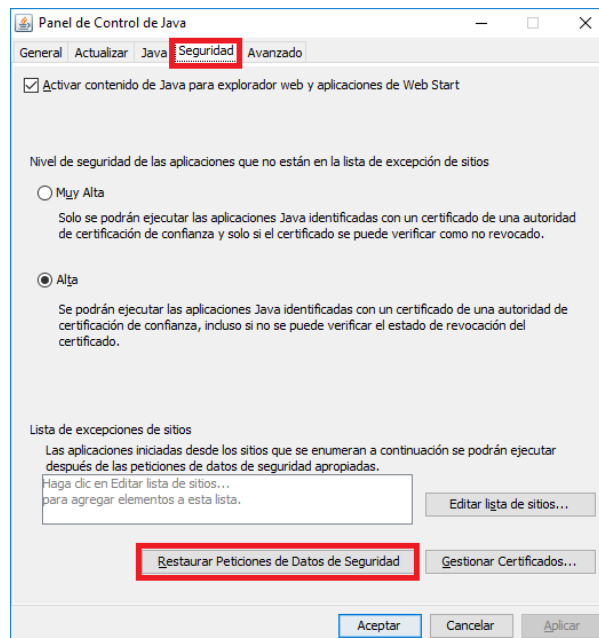 Panel de Control de Java
General Actualizar Java Seguridad Avanzado
Activar contenido de Java para explorador web y aplicaciones de Web Start
Nivel de seguridad de las aplicaciones que no están en la lista de excepción de sitios
Muy Alta
Solo se podrán ejecutar las aplicaciones Java identificadas con un certificado de una autoridad
de certificación de confianza y solo si el certificado se puede verificar como no revocado.
Alta
Se podrán ejecutar las aplicaciones Java identificadas con un certificado de una autoridad de
certificación de confianza, incluso si no se puede verificar el estado de revocación del
certificado.
Lista de excepciones de sitios
Las aplicaciones iniciadas desde los sitios que se enumeran a continuación se podrán ejecutar
después de las peticiones de datos de seguridad apropiadas.
Haga clic en Editar lista de sitios...
para agregar elementos a esta lista.
Editar lista de sitios...
Restaurar Peticiones de Datos de Seguridad Gestionar Certificados...
Aceptar Cancelar Aplicar